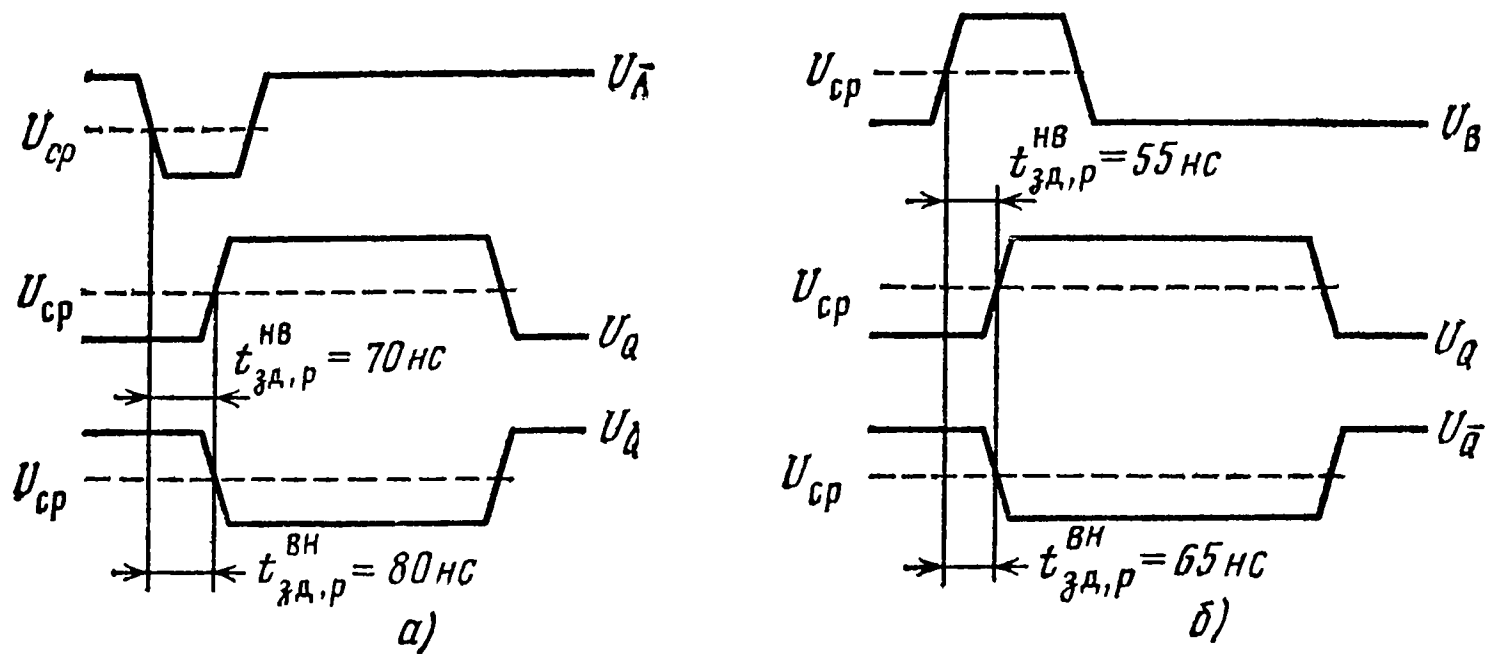 U_Ā
U_ср
U_ср
U_Q
t^нв_зд,р = 70 нс
U_Q
U_ср
t^вн_зд,р = 80 нс
а)
U_ср
U_B
t^нв_зд,р = 55 нс
U_ср
U_Q
U_Q̄
U_ср
t^вн_зд,р = 65 нс
б)